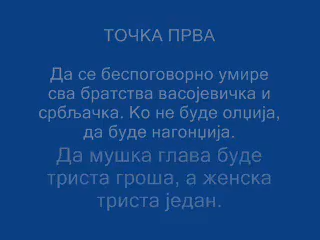 ТОЧКА ПРВА
Да се беспоговорно умире
сва братства васојевичка и
србљачка. Ко не буде олџија,
да буде нагонџија.
Да мушка глава буде
триста гроша, а женска
триста један.